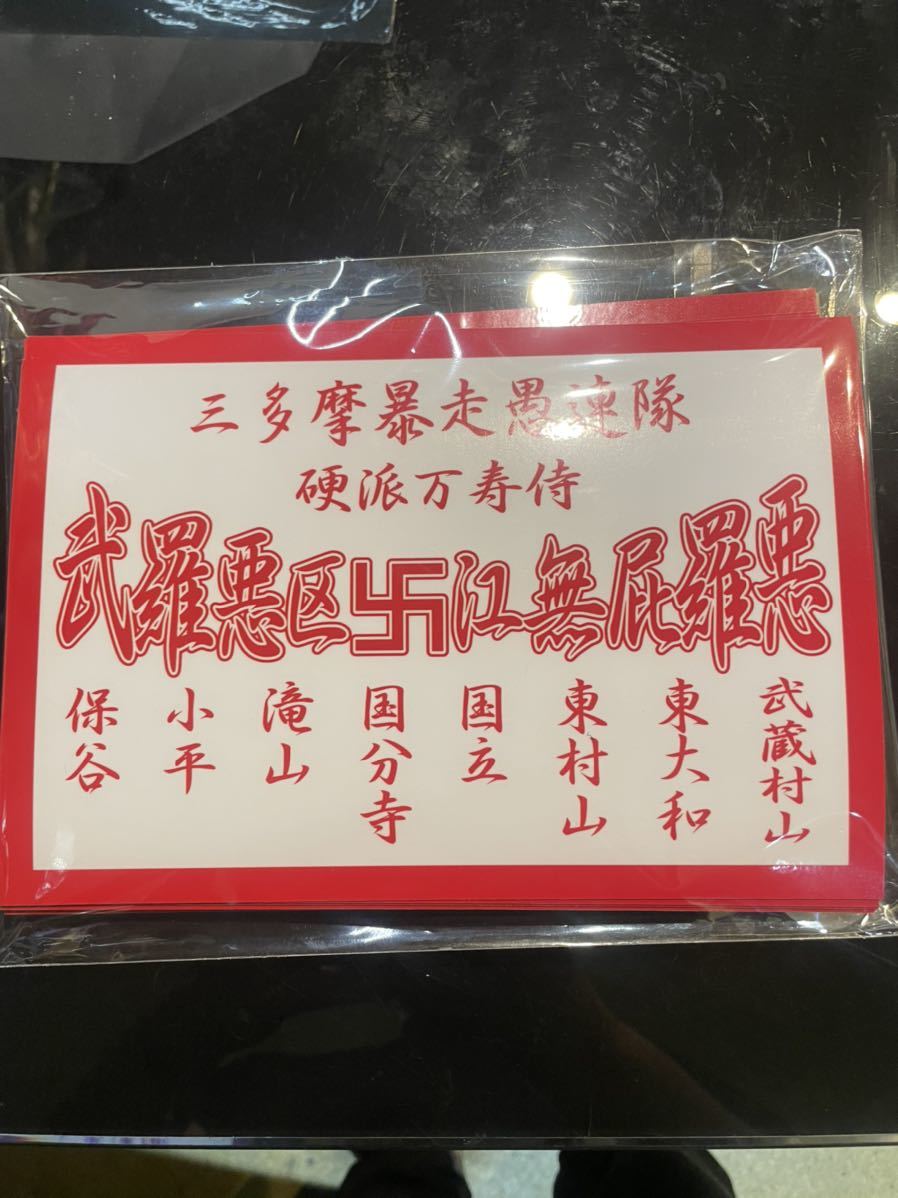 三多摩暴走愚連隊
硬派万寿侍
武羅悪区卐江無屁羅悪
保谷
小平
滝山
国分寺
国立
東村山
東大和
武蔵村山